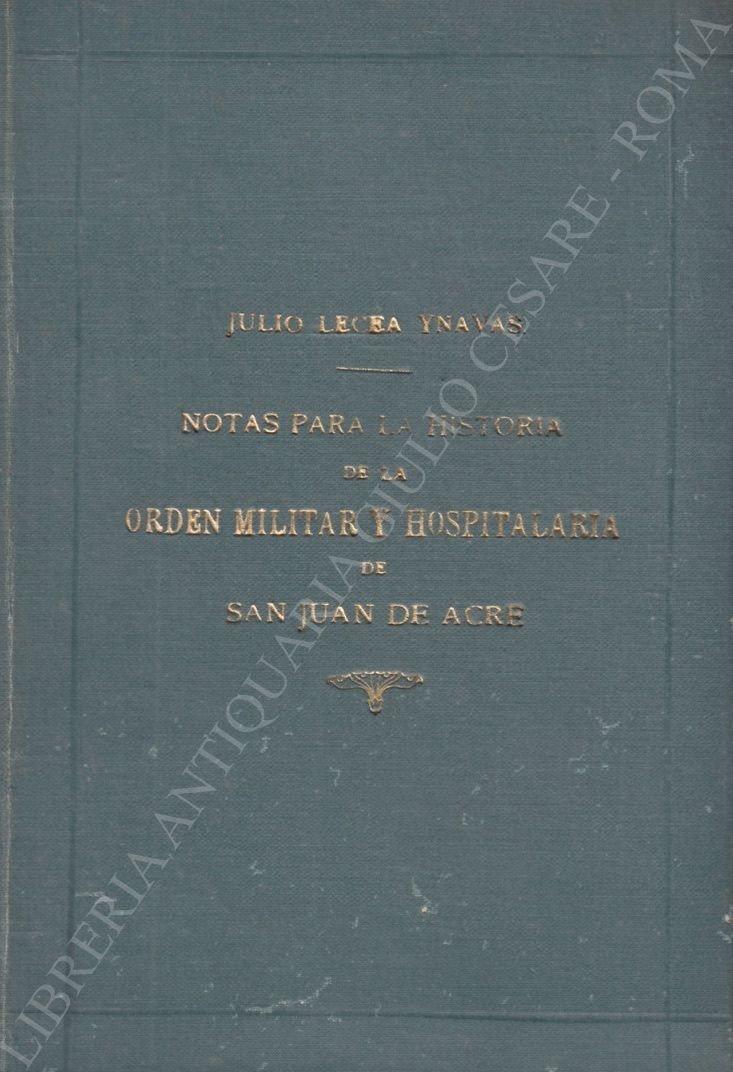 JULIO LECEA YNAVAS
NOTAS PARA LA HISTORIA
DE LA
ORDEN MILITAR Y HOSPITALARIA
DE
SAN JUAN DE ACRE
LIBRERIA ANTIQUARIA GIULIO CESARE - ROMA